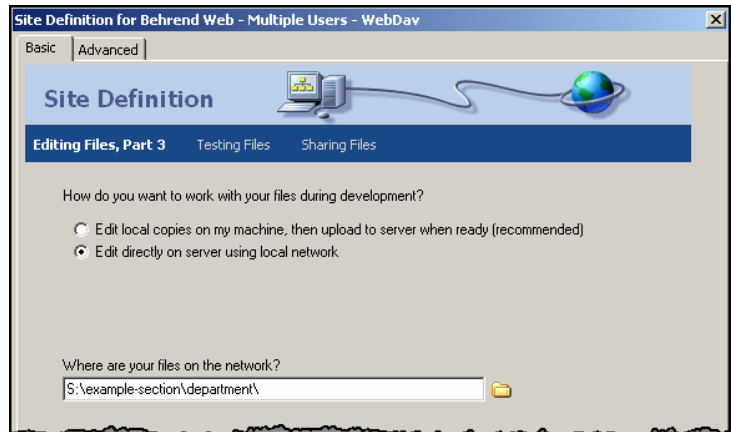 Site Definition for Behrend Web - Multiple Users - WebDav
Basic Advanced
Site Definition
Editing Files, Part 3 Testing Files Sharing Files
How do you want to work with your files during development?
Edit local copies on my machine, then upload to server when ready (recommended)
Edit directly on server using local network
Where are your files on the network?
S:\example-section\department\